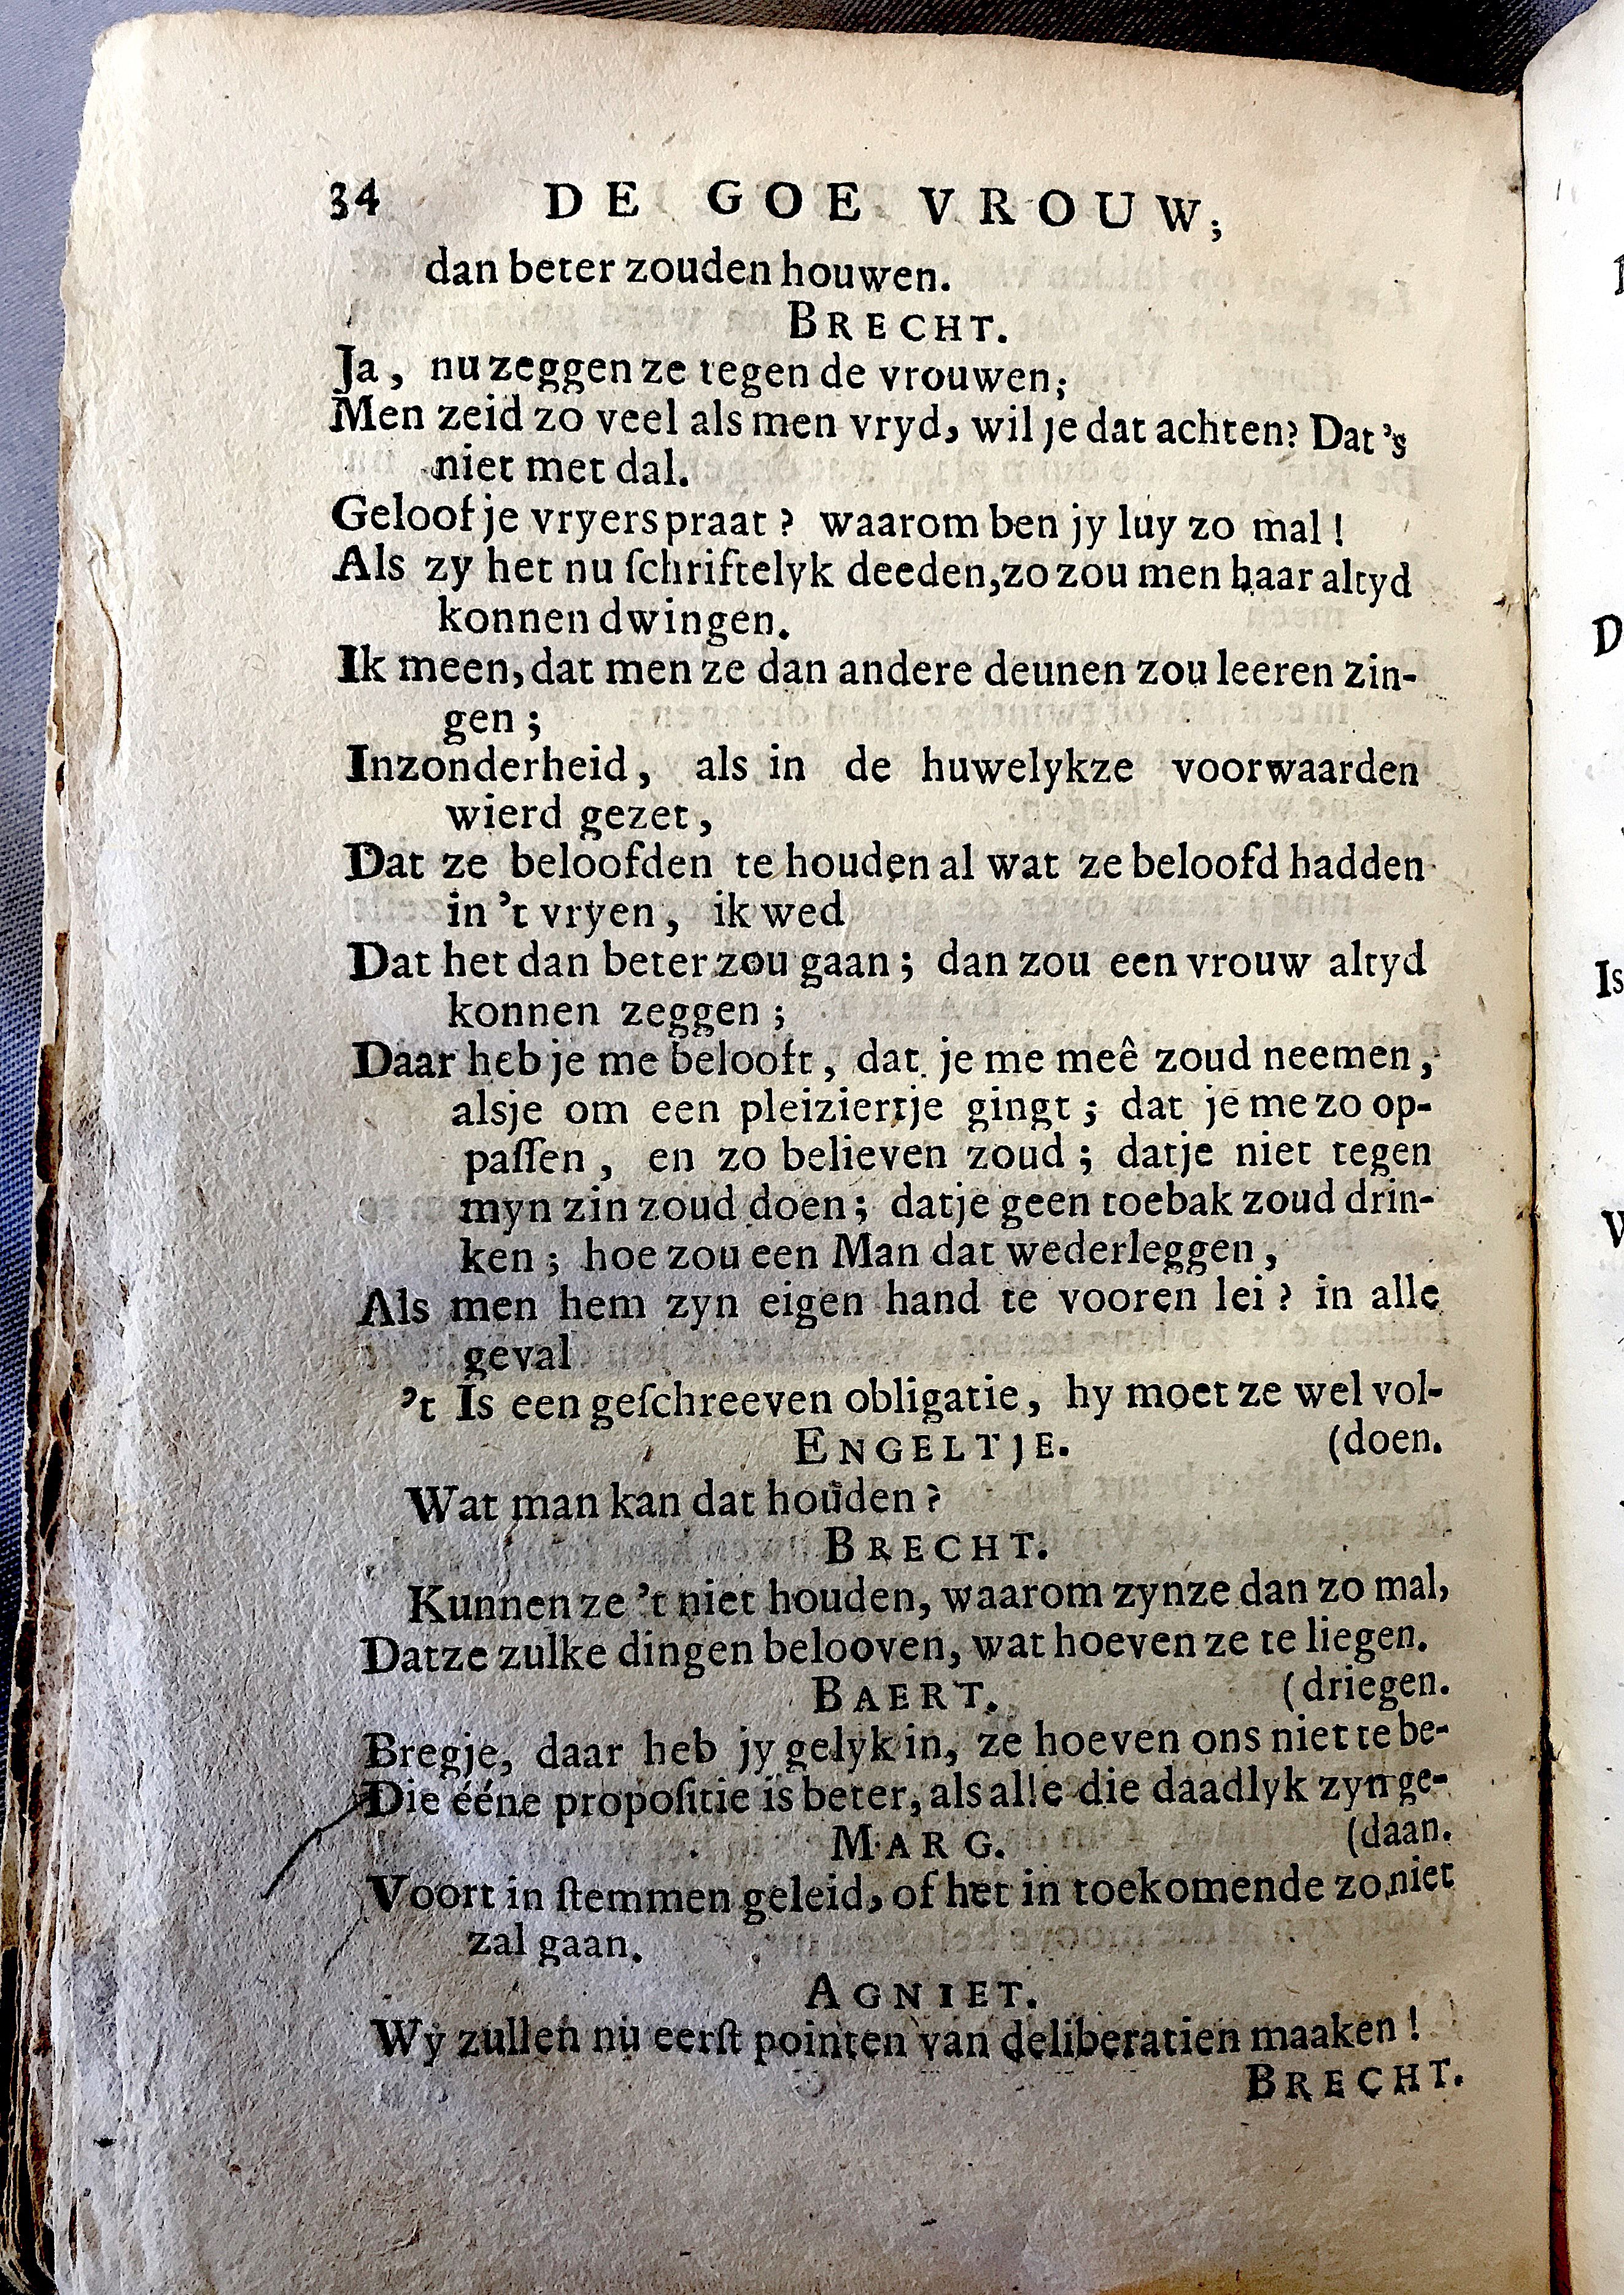 34 DE GOE VROUW;
dan beter zouden houwen.
BRECHT.
Ja, nu zeggen ze tegen de vrouwen;
Men zeid zo veel als men vryd, wil je dat achten? Dat 's
niet met dal.
Geloof je vryers praat? waarom ben jy luy zo mal!
Als zy het nu ſchriftelyk deeden, zo zou men haar altyd
konnen dwingen.
Ik meen, dat men ze dan andere deunen zou leeren zin-
gen;
Inzonderheid, als in de huwelykze voorwaarden
wierd gezet,
Dat ze beloofden te houden al wat ze beloofd hadden
in 't vryen, ik wed
Dat het dan beter zou gaan; dan zou een vrouw altyd
konnen zeggen;
Daar heb je me belooft, dat je me meê zoud neemen,
alsje om een pleiziertje gingt; dat je me zo op-
paſſen, en zo believen zoud; datje niet tegen
myn zin zoud doen; datje geen toebak zoud drin-
ken; hoe zou een Man dat wederleggen,
Als men hem zyn eigen hand te vooren lei? in alle
geval
't Is een geſchreeven obligatie, hy moet ze wel vol-
ENGELTJE. (doen.
Wat man kan dat houden?
BRECHT.
Kunnen ze 't niet houden, waarom zynze dan zo mal,
Datze zulke dingen belooven, wat hoeven ze te liegen.
BAERT. (driegen.
Bregje, daar heb jy gelyk in, ze hoeven ons niet te be-
Die ééne propoſitie is beter, als alle die daadlyk zyn ge-
MARG. (daan.
Voort in ſtemmen geleid, of het in toekomende zo niet
zal gaan.
AGNIET.
Wy zullen nu eerſt pointen van deliberatien maaken!
BRECHT.